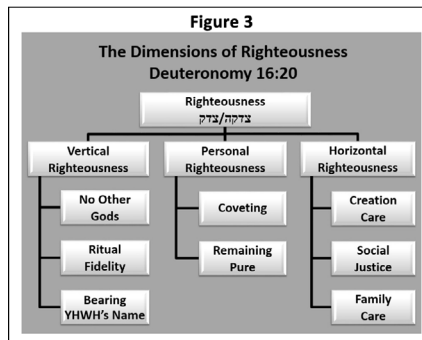 Figure 3
The Dimensions of Righteousness
Deuteronomy 16:20
Righteousness
צדקה/צדק
Vertical
Righteousness
Personal
Righteousness
Horizontal
Righteousness
No Other
Gods
Coveting
Creation
Care
Ritual
Fidelity
Remaining
Pure
Social
Justice
Bearing
YHWH's Name
Family
Care